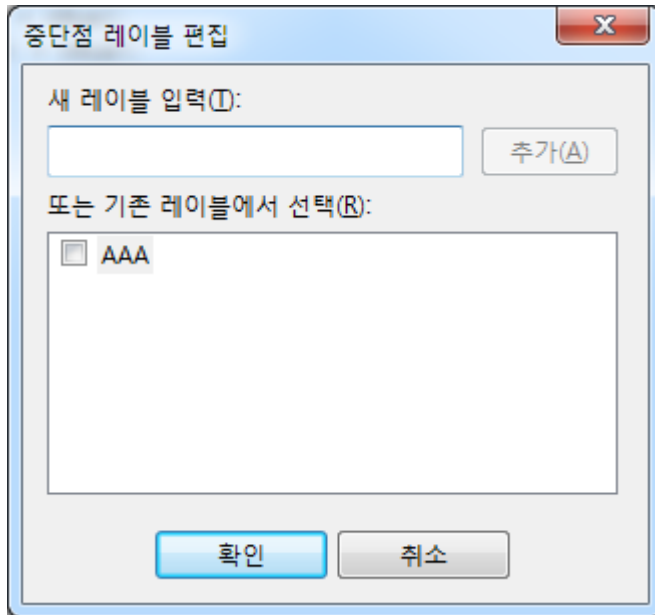 중단점 레이블 편집
새 레이블 입력(T):
추가(A)
또는 기존 레이블에서 선택(R):
AAA
확인 취소